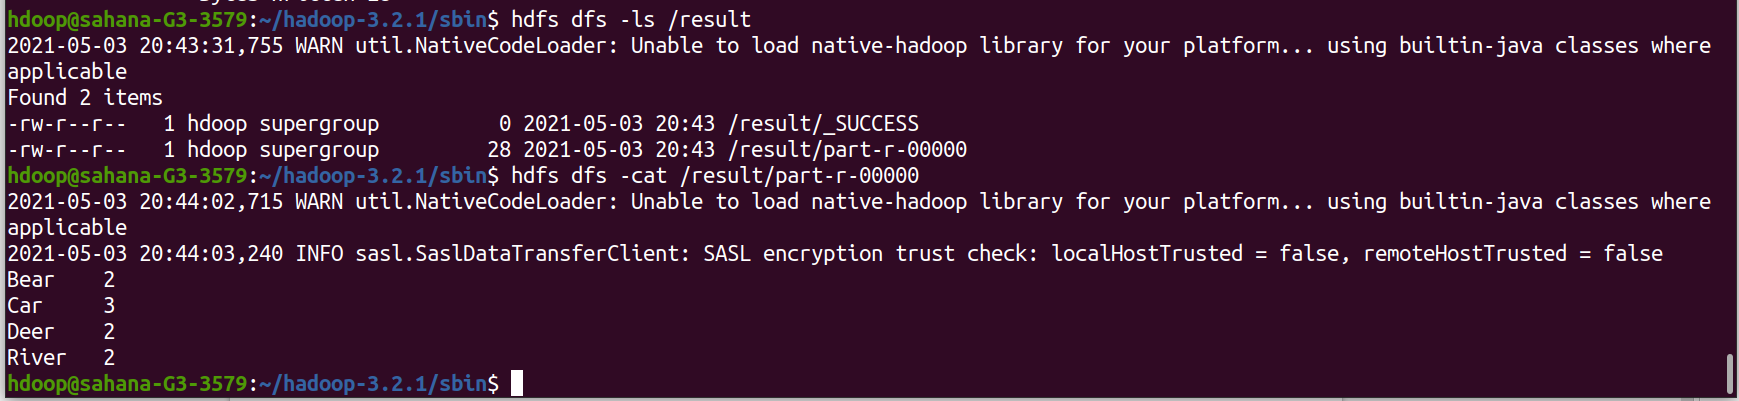 hdoop@sahana-G3-3579:~/hadoop-3.2.1/sbin$ hdfs dfs -ls /result
2021-05-03 20:43:31,755 WARN util.NativeCodeLoader: Unable to load native-hadoop library for your platform... using builtin-java classes where
applicable
Found 2 items
-rw-r--r--   1 hdoop supergroup          0 2021-05-03 20:43 /result/_SUCCESS
-rw-r--r--   1 hdoop supergroup         28 2021-05-03 20:43 /result/part-r-00000
hdoop@sahana-G3-3579:~/hadoop-3.2.1/sbin$ hdfs dfs -cat /result/part-r-00000
2021-05-03 20:44:02,715 WARN util.NativeCodeLoader: Unable to load native-hadoop library for your platform... using builtin-java classes where
applicable
2021-05-03 20:44:03,240 INFO sasl.SaslDataTransferClient: SASL encryption trust check: localHostTrusted = false, remoteHostTrusted = false
Bear    2
Car     3
Deer    2
River   2
hdoop@sahana-G3-3579:~/hadoop-3.2.1/sbin$